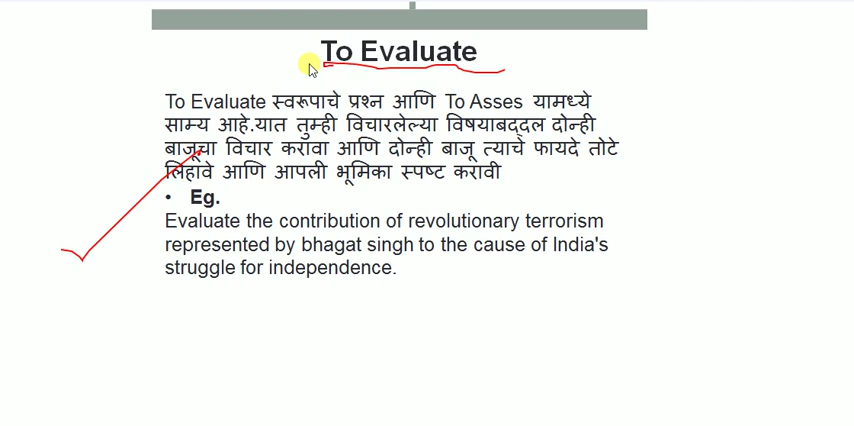 To Evaluate
To Evaluate स्वरूपाचे प्रश्न आणि To Asses यामध्ये
साम्य आहे.यात तुम्ही विचारलेल्या विषयाबद्दल दोन्ही
बाजूचा विचार करावा आणि दोन्ही बाजू त्याचे फायदे तोटे
लिहावे आणि आपली भूमिका स्पष्ट करावी
• Eg.
Evaluate the contribution of revolutionary terrorism
represented by bhagat singh to the cause of India's
struggle for independence.